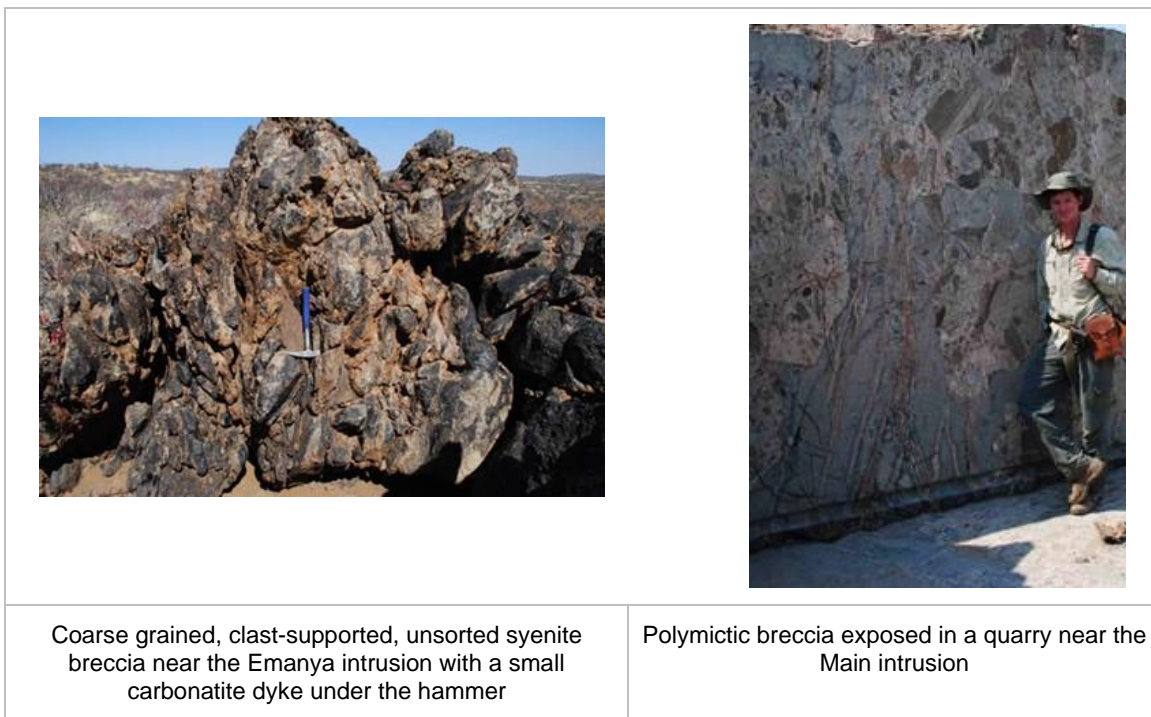 Coarse grained, clast-supported, unsorted syenite
breccia near the Emanya intrusion with a small
carbonatite dyke under the hammer
Polymictic breccia exposed in a quarry near the
Main intrusion